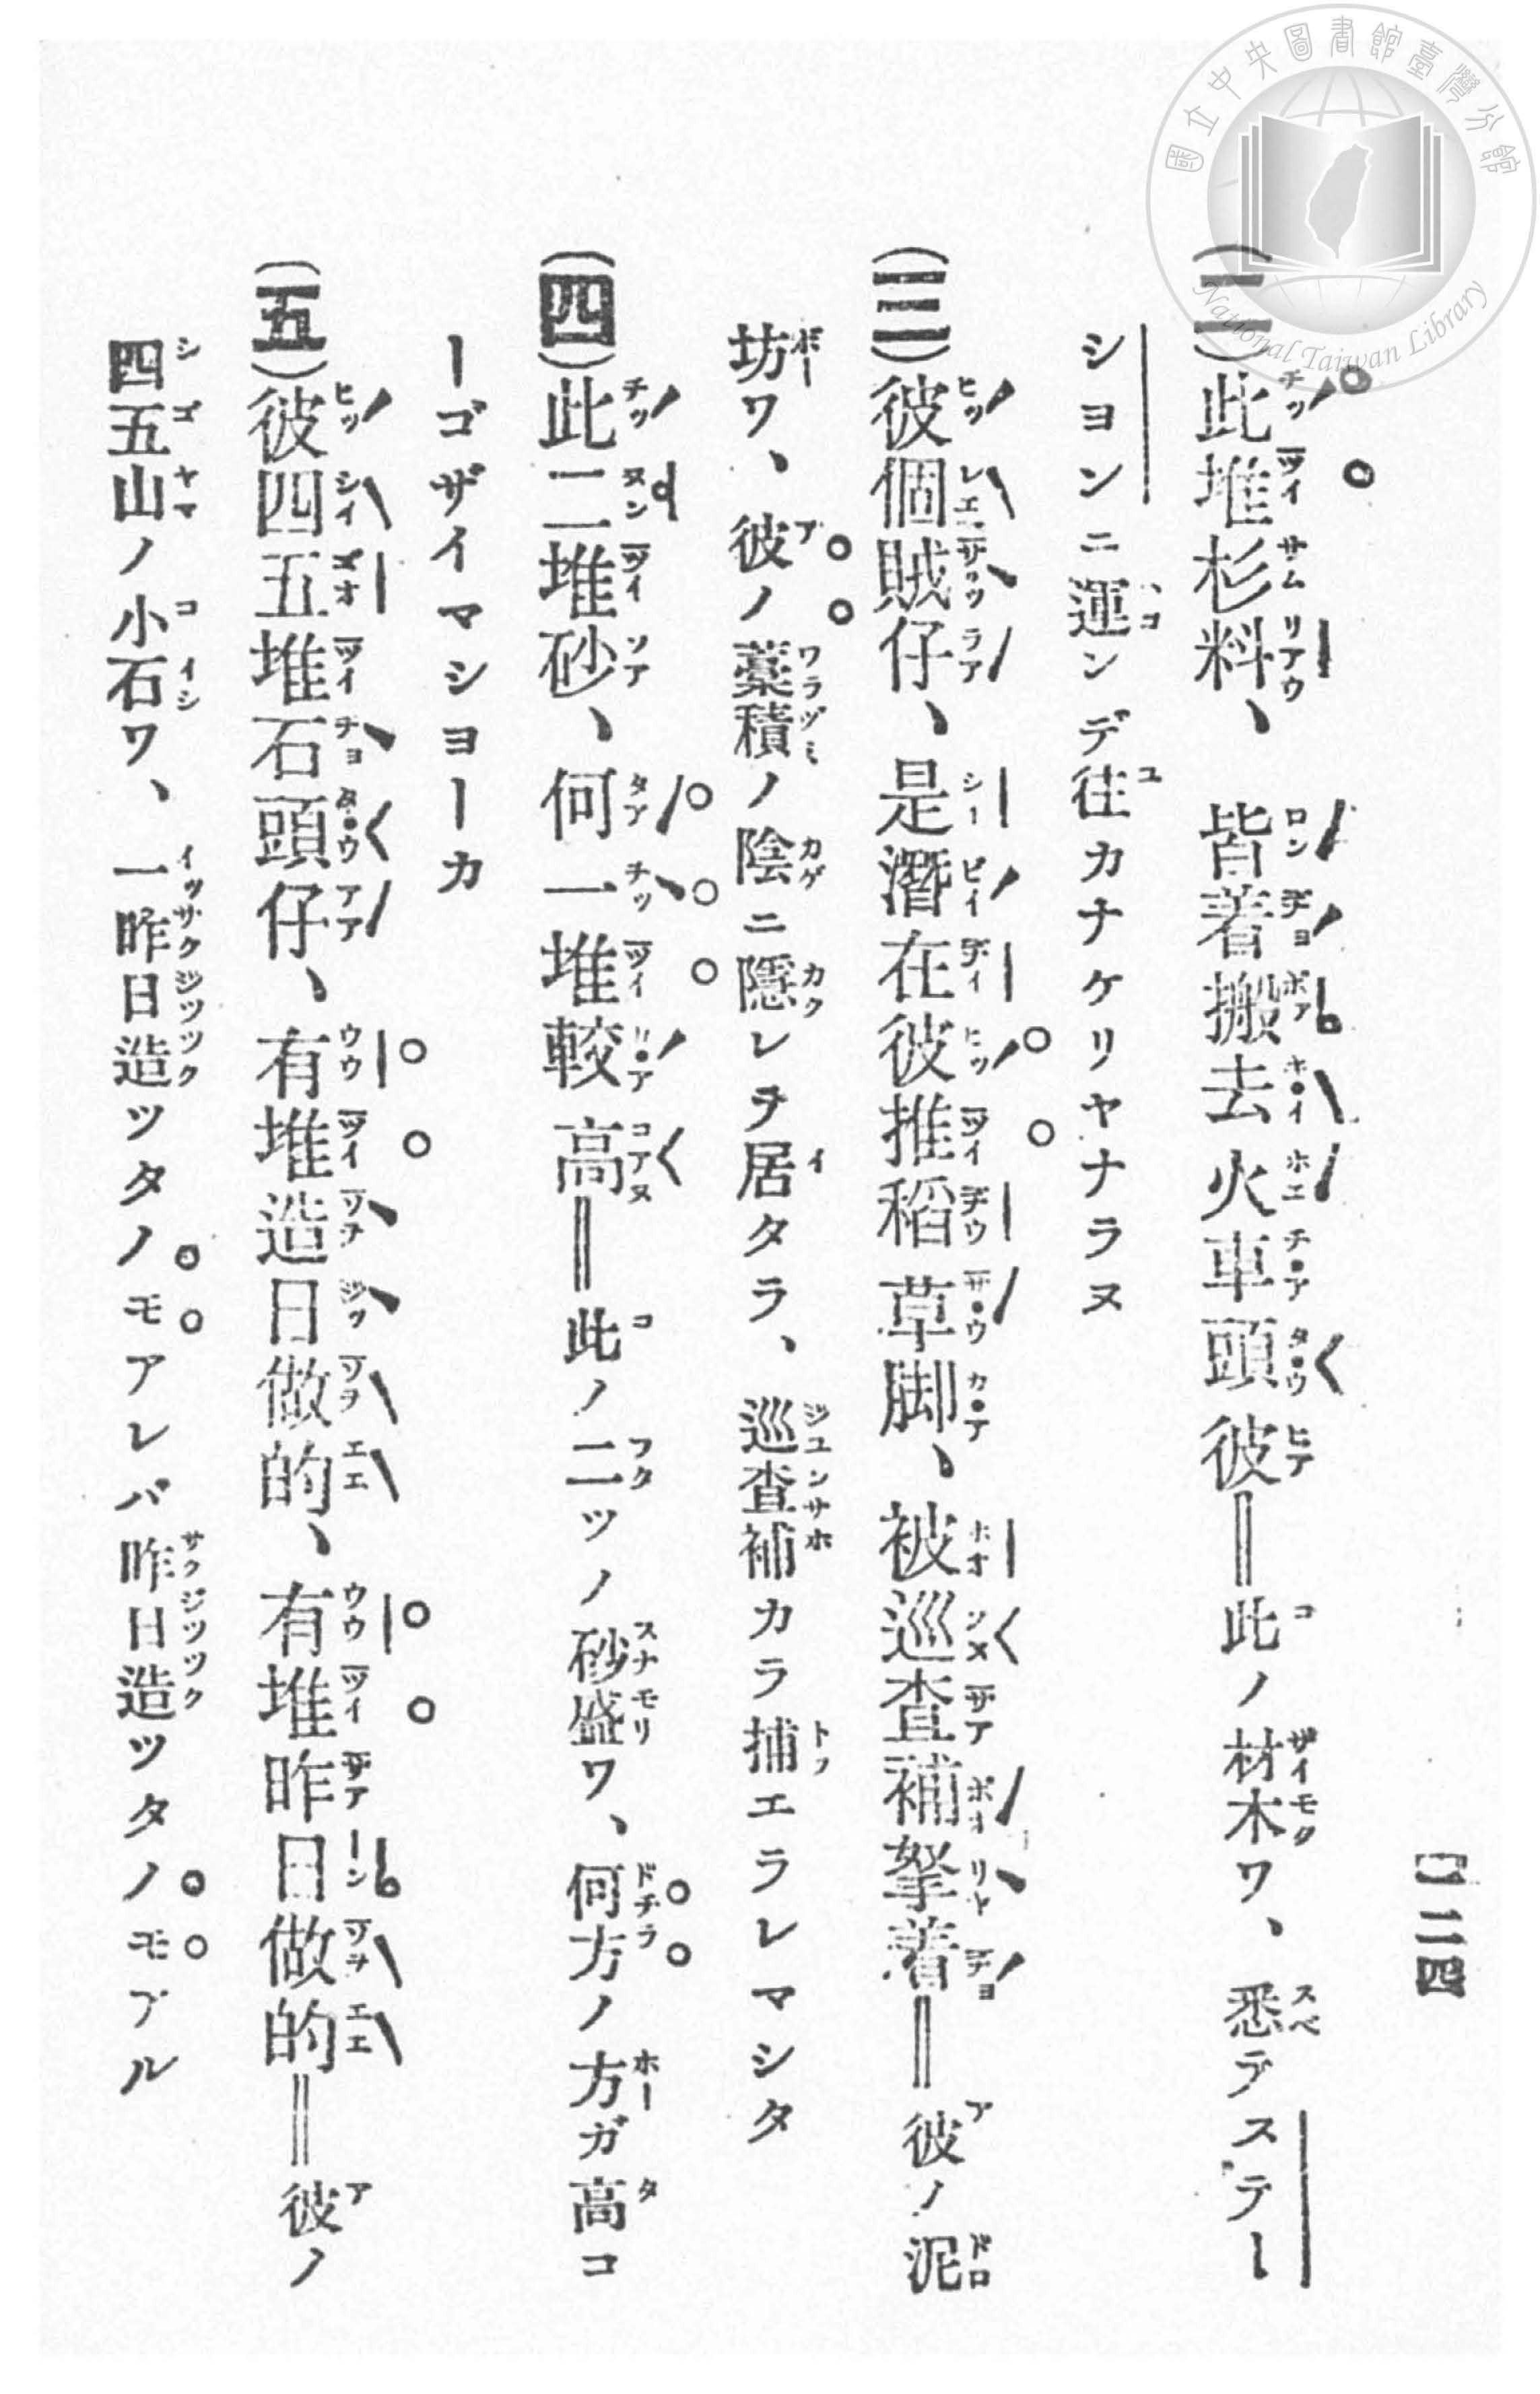 國立中央圖書館臺灣分館
National Taiwan Library
一二四
(二)此堆杉料、皆着搬去火車頭彼═此ノ材木ワ、悉テステー
ションニ運ンデ往カナケリヤナラヌ
(三)彼個賊仔、是潛在彼推稻草脚、被巡查補拏着═彼ノ泥
坊ワ、彼ノ藁積ノ陰ニ隱レヲ居タラ、巡査補カラ捕エラレマシタ
(四)此二堆砂、何一堆較高═此ノ二ツノ砂盛ワ、何方ノ方ガ高コ
ーゴザイマショーカ
(五)彼四五堆石頭仔、有堆造日做的、有堆昨日做的═彼ノ
四五山ノ小石ワ、一昨日造ツタノモアレバ昨日造ツタノモアル